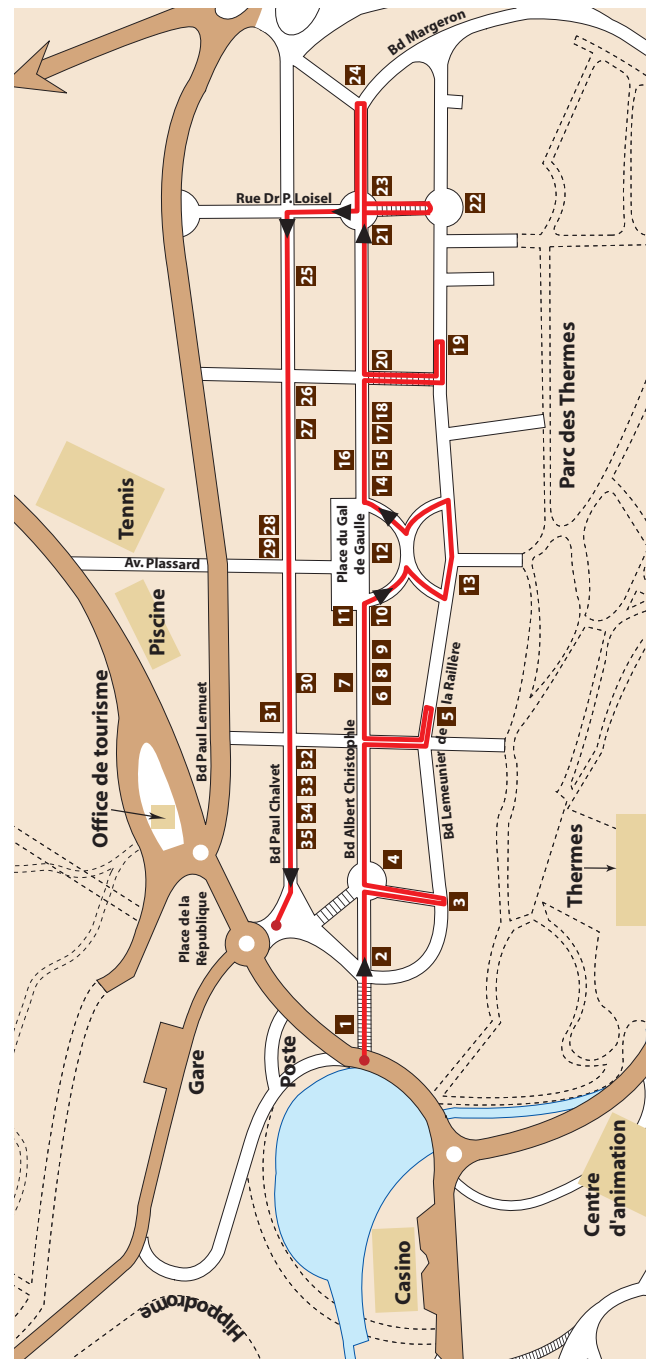 Bd Margeron
24
Rue Dr P. Loisel
23
22
21
25
Parc des Thermes
19
20
26
27
18
17
16
15
14
Tennis
28
29
Place du Gal
de Gaulle
12
Av. Plassard
13
11
10
Piscine
9
8
7
6
30
31
5
Bd Lemeunier de la Raillère
Office de tourisme
Bd Paul Lemuet
Bd Paul Chalvet
Bd Albert Christophle
32
33
34
35
4
3
Thermes
Place de la
République
2
1
Gare
Poste
Centre
d'animation
Casino
Hippodrome